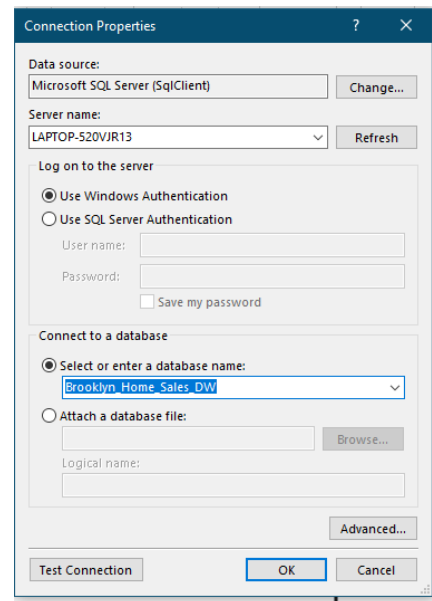 Connection Properties ? ✕
Data source:
Microsoft SQL Server (SqlClient) Change...
Server name:
LAPTOP-520VJR13 Refresh
Log on to the server
Use Windows Authentication
Use SQL Server Authentication
User name:
Password:
Save my password
Connect to a database
Select or enter a database name:
Brooklyn_Home_Sales_DW
Attach a database file:
Browse...
Logical name:
Advanced...
Test Connection OK Cancel